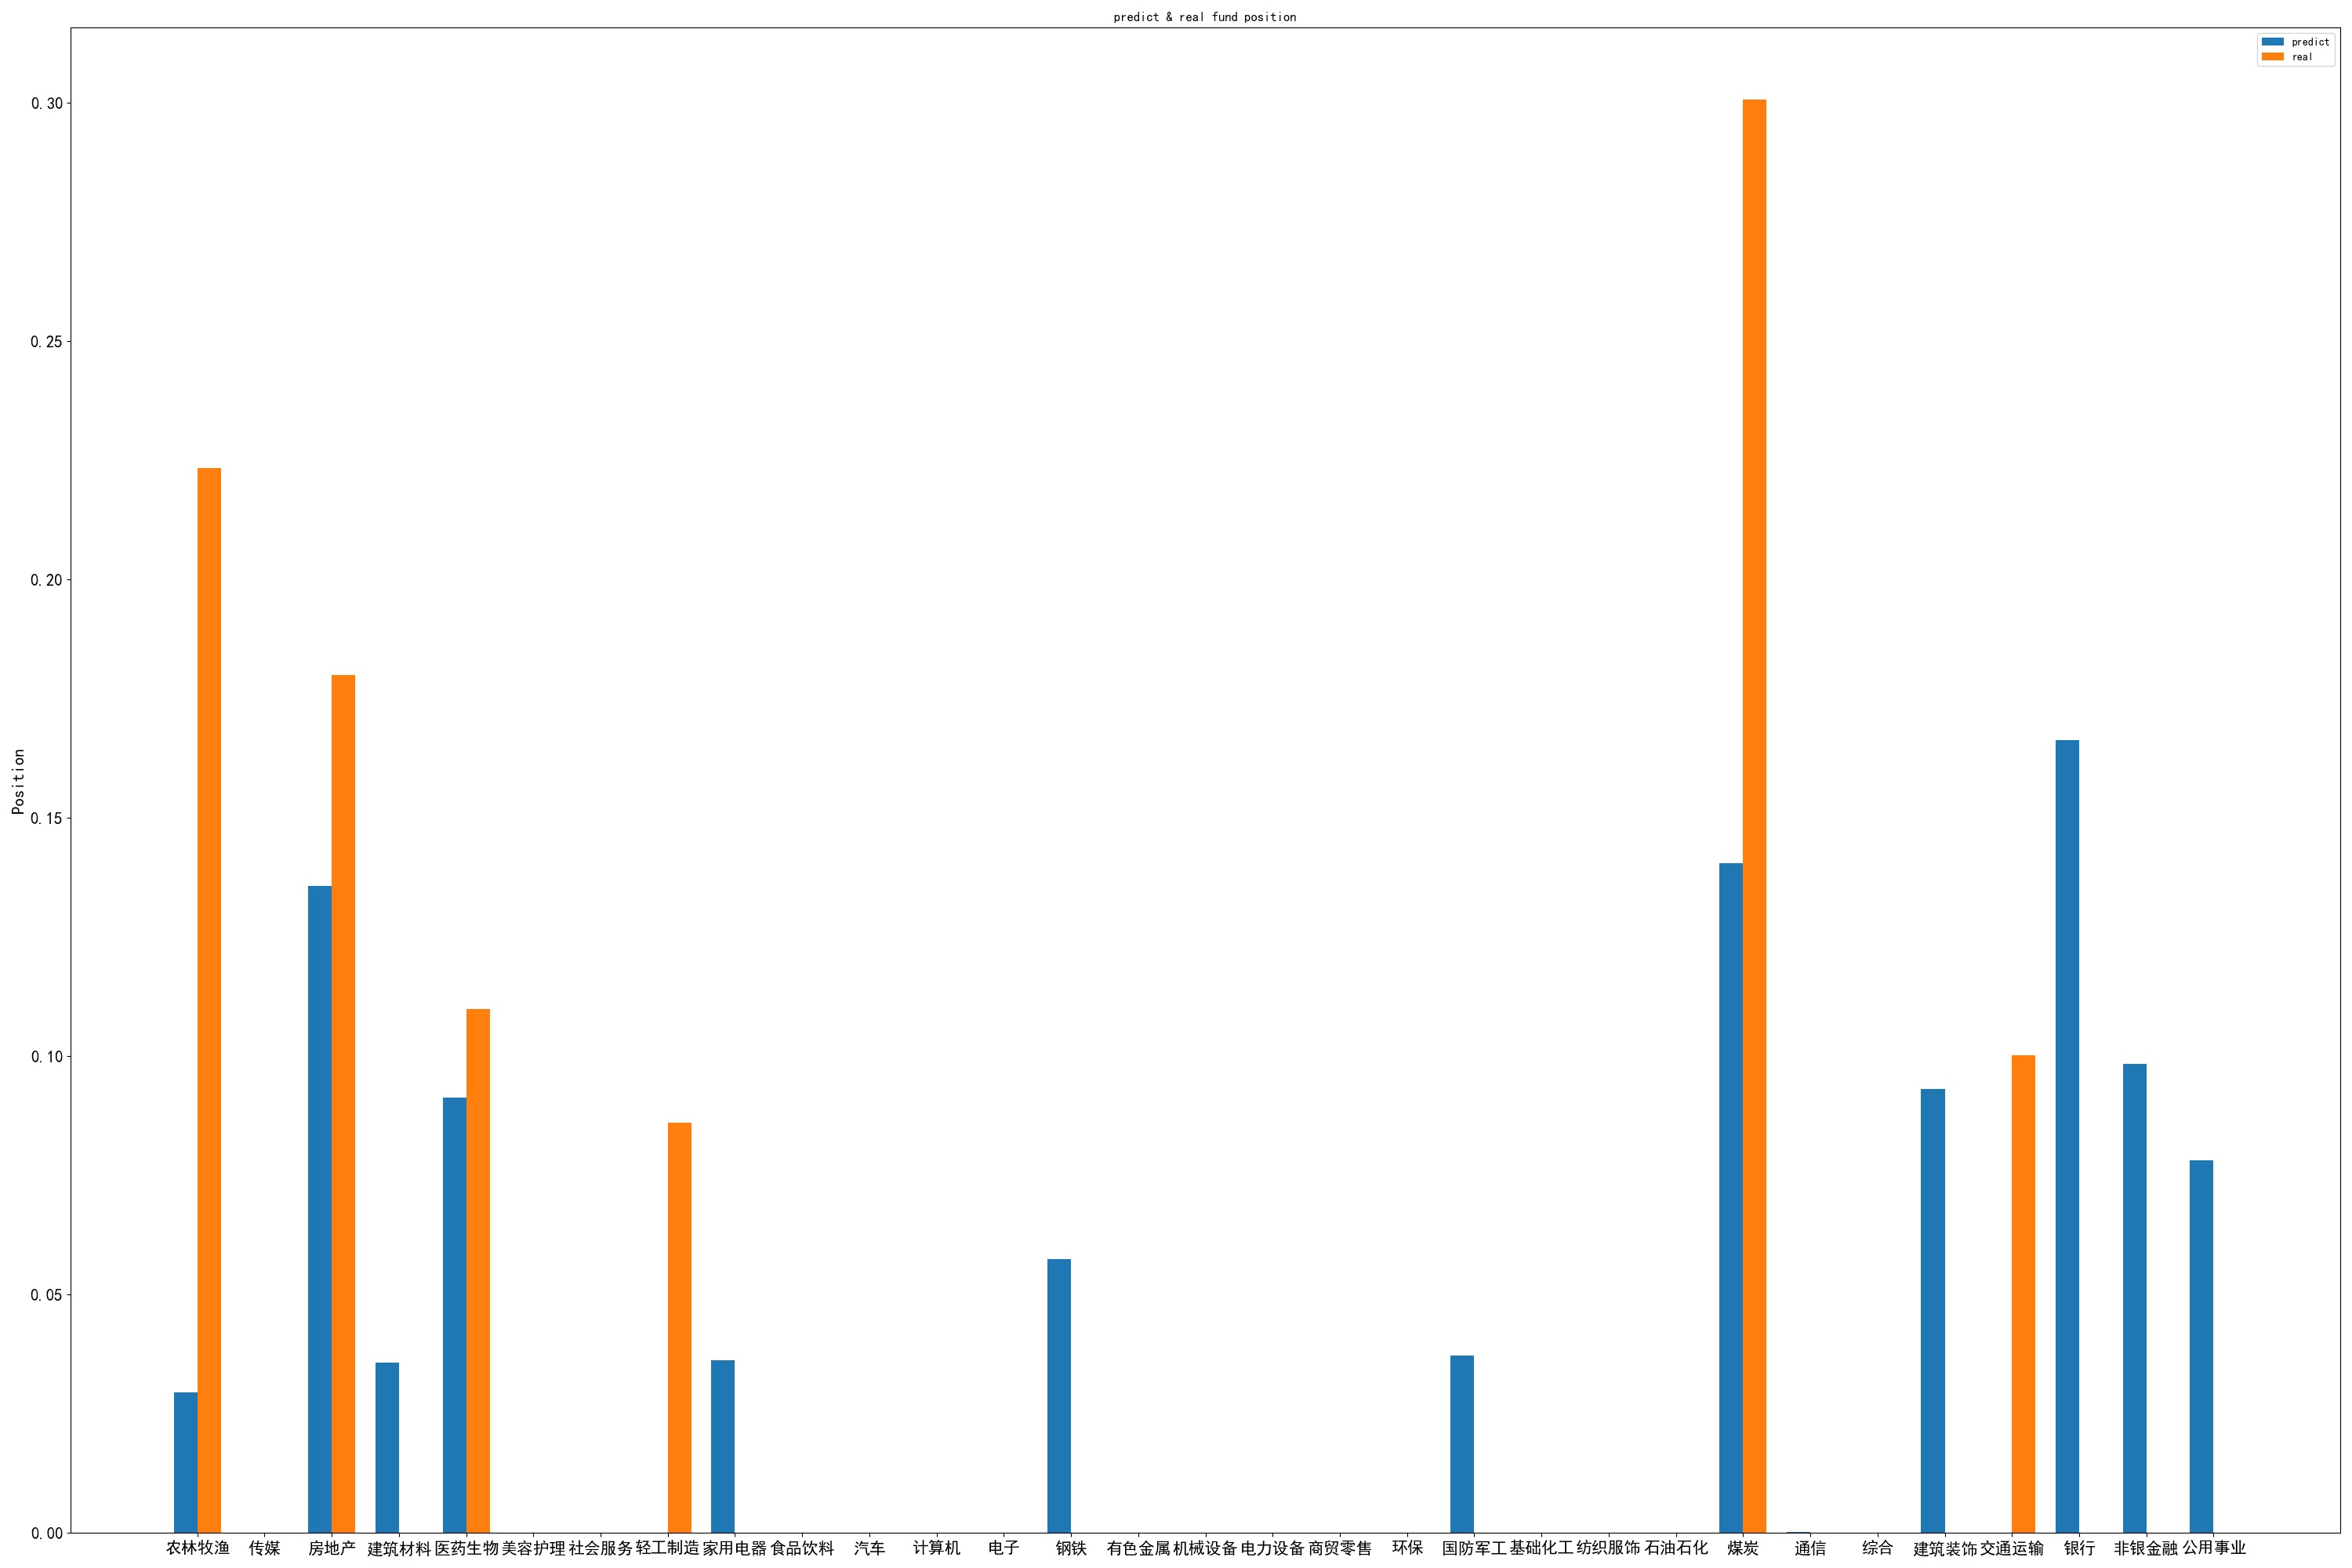 predict & real fund position
predict
real
Position
0.30
0.25
0.20
0.15
0.10
0.05
0.00
农林牧渔 传媒 房地产 建筑材料 医药生物 美容护理 社会服务 轻工制造 家用电器 食品饮料 汽车 计算机 电子 钢铁 有色金属 机械设备 电力设备 商贸零售 环保 国防军工 基础化工 纺织服饰 石油石化 煤炭 通信 综合 建筑装饰 交通运输 银行 非银金融 公用事业